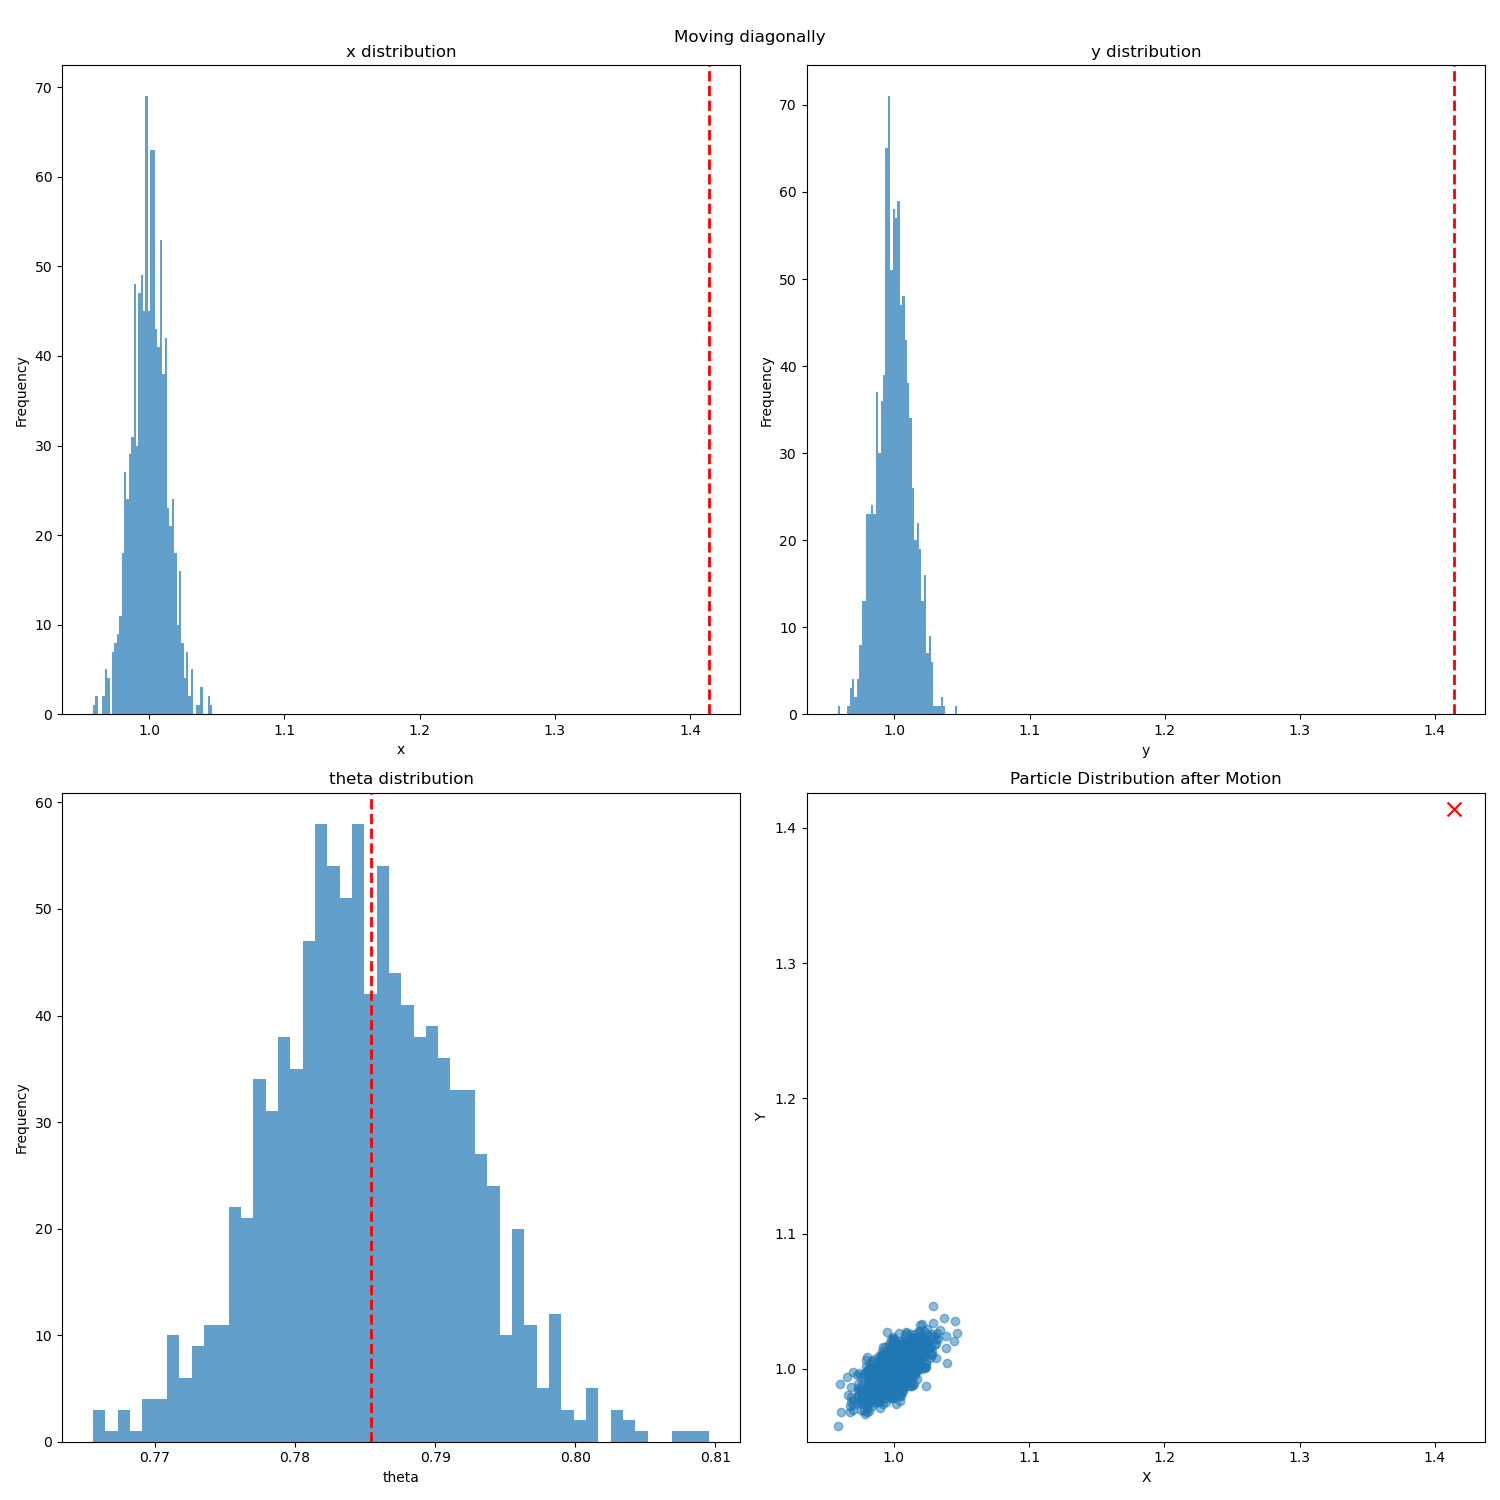 Moving diagonally
x distribution
70
60
50
40
30
20
10
0
Frequency
1.0 1.1 1.2 1.3 1.4
x
y distribution
70
60
50
40
30
20
10
0
Frequency
1.0 1.1 1.2 1.3 1.4
y
theta distribution
60
50
40
30
20
10
0
Frequency
0.77 0.78 0.79 0.80 0.81
theta
Particle Distribution after Motion
1.4
1.3
1.2
1.1
1.0
Y
1.0 1.1 1.2 1.3 1.4
X